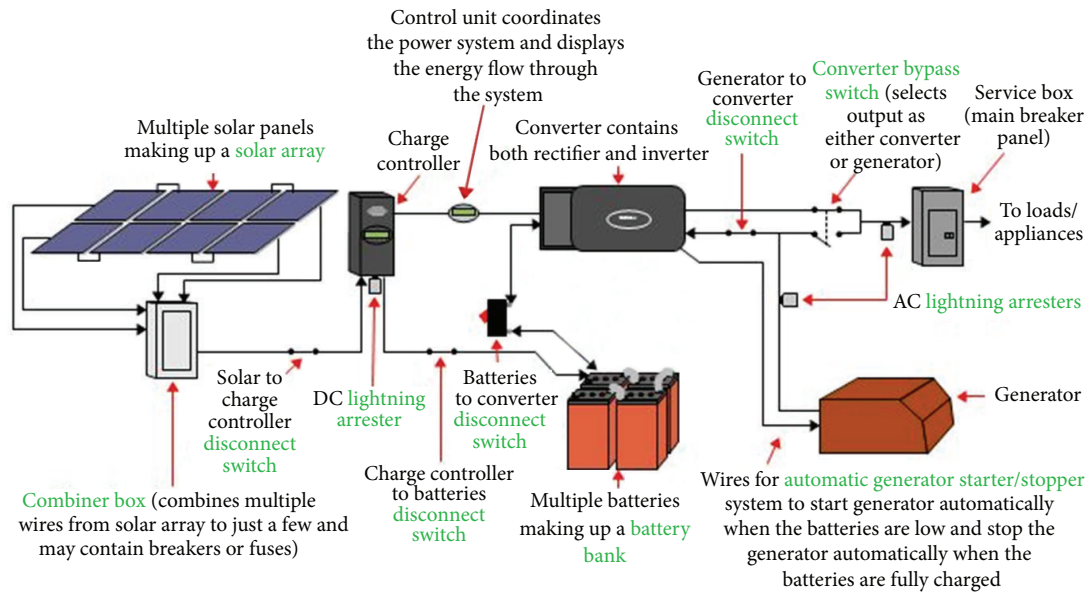 Control unit coordinates
the power system and displays
the energy flow through
the system
Multiple solar panels
making up a solar array
Charge
controller
Converter contains
both rectifier and inverter
Generator to
converter
disconnect
switch
Converter bypass
switch (selects
output as
either converter
or generator)
Service box
(main breaker
panel)
To loads/
appliances
AC lightning arresters
Solar to
charge
controller
disconnect
switch
DC lightning
arrester
Batteries
to converter
disconnect
switch
Generator
Combiner box (combines multiple
wires from solar array to just a few and
may contain breakers or fuses)
Charge controller
to batteries
disconnect
switch
Multiple batteries
making up a battery
bank
Wires for automatic generator starter/stopper
system to start generator automatically
when the batteries are low and stop the
generator automatically when the
batteries are fully charged